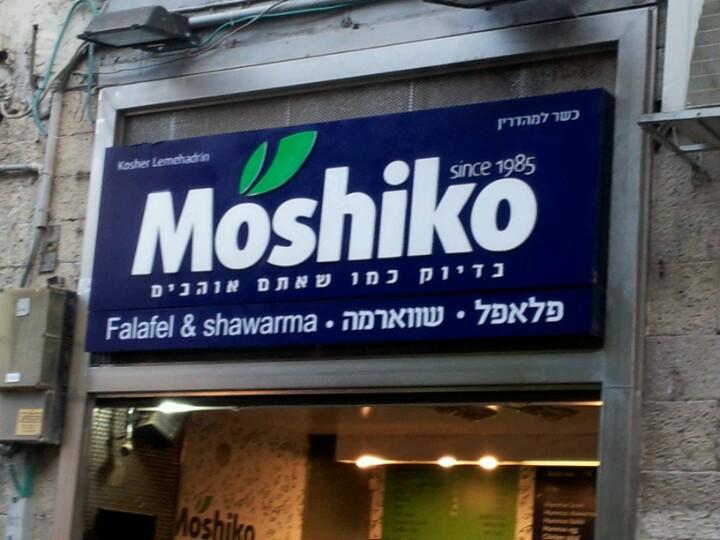 כשר למהדרין
Kosher Lemehadrin
since 1985
Moshiko
בדיוק כמו שאתם אוהבים
Falafel & shawarma • שווארמה • פלאפל
Moshiko